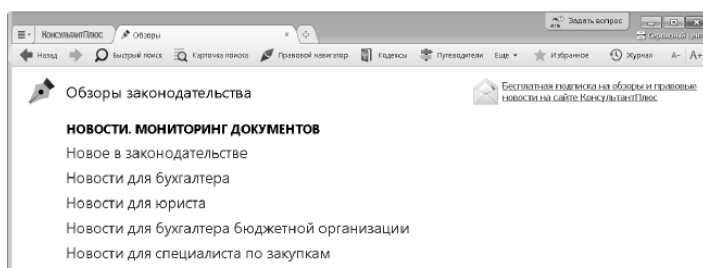 Задать вопрос
КонсультантПлюс Обзоры × Сервисный центр
Назад Быстрый поиск Карточка поиска Правовой навигатор Кодексы Путеводители Еще Избранное Журнал А− А+
Обзоры законодательства
Бесплатная подписка на обзоры и правовые
новости на сайте КонсультантПлюс
НОВОСТИ. МОНИТОРИНГ ДОКУМЕНТОВ
Новое в законодательстве
Новости для бухгалтера
Новости для юриста
Новости для бухгалтера бюджетной организации
Новости для специалиста по закупкам